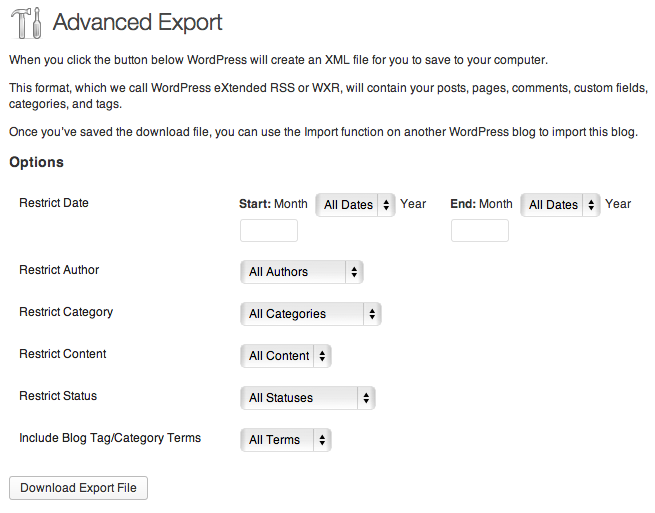 Advanced Export
When you click the button below WordPress will create an XML file for you to save to your computer.
This format, which we call WordPress eXtended RSS or WXR, will contain your posts, pages, comments, custom fields,
categories, and tags.
Once you've saved the download file, you can use the Import function on another WordPress blog to import this blog.
Options
Restrict Date Start: Month All Dates Year End: Month All Dates Year
Restrict Author All Authors
Restrict Category All Categories
Restrict Content All Content
Restrict Status All Statuses
Include Blog Tag/Category Terms All Terms
Download Export File